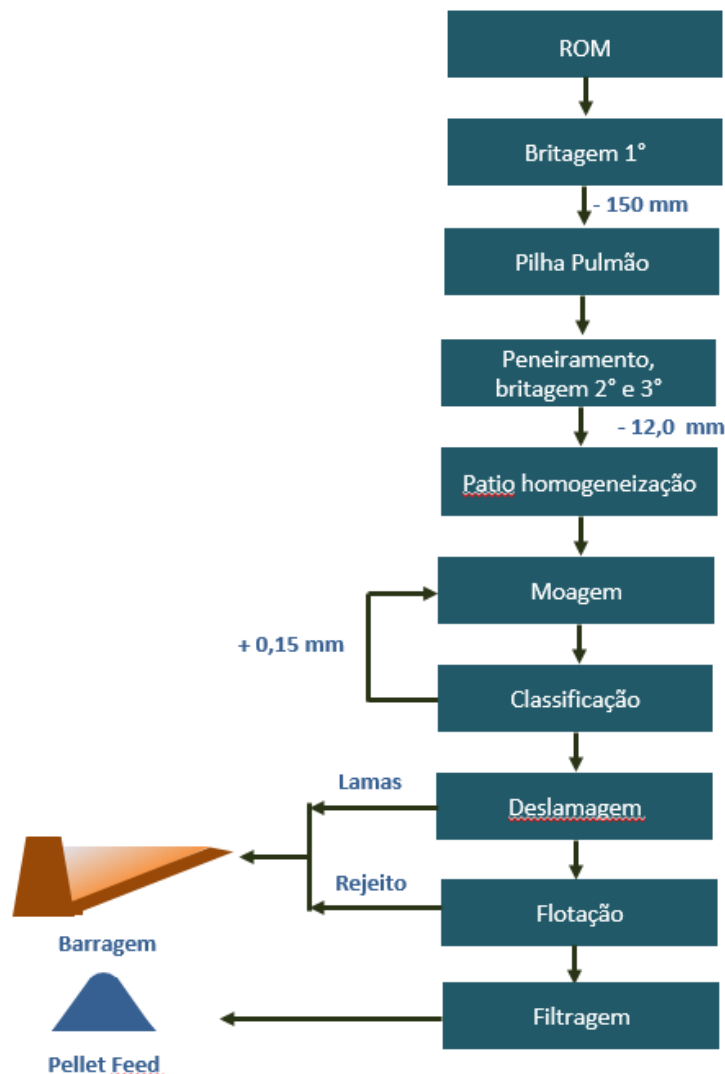 ROM
Britagem 1°
- 150 mm
Pilha Pulmão
Peneiramento,
britagem 2° e 3°
- 12,0 mm
Patio homogeneização
Moagem
+ 0,15 mm
Classificação
Lamas
Deslamagem
Rejeito
Flotação
Barragem
Filtragem
Pellet Feed